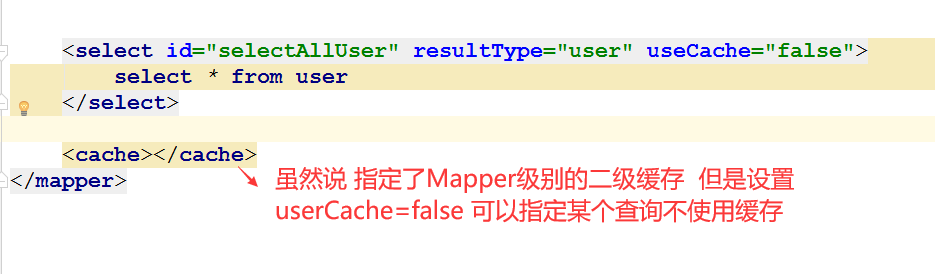 <select id="selectAllUser" resultType="user" useCache="false">
select * from user
</select>
<cache></cache>
</mapper>
虽然说 指定了Mapper级别的二级缓存 但是设置
userCache=false 可以指定某个查询不使用缓存